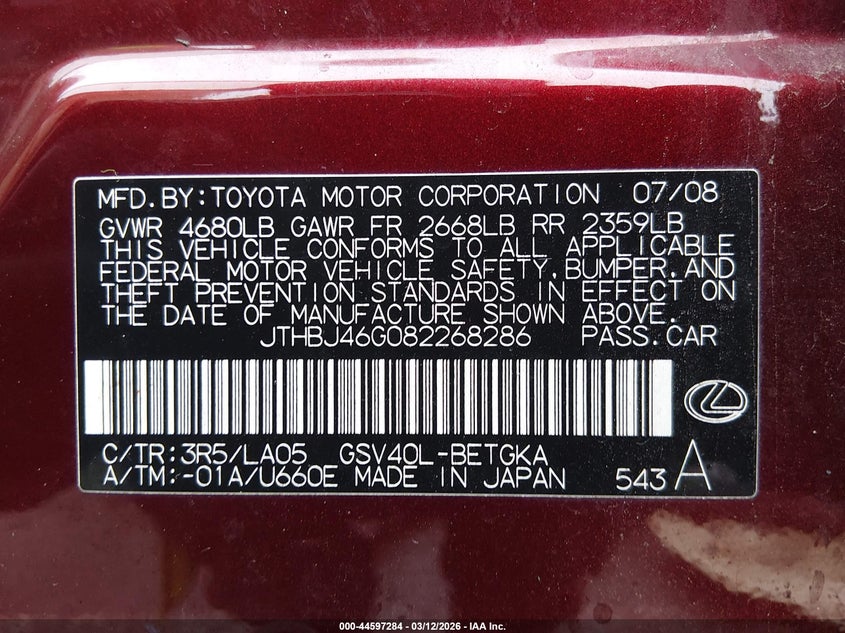 MFD.BY:TOYOTA MOTOR CORPORATION 07/08
GVWR 4680LB GAWR FR 2668LB RR 2359LB
THIS VEHICLE CONFORMS TO ALL APPLICABLE
FEDERAL MOTOR VEHICLE SAFETY,BUMPER,AND
THEFT PREVENTION STANDARDS IN EFFECT ON
THE DATE OF MANUFACTURE SHOWN ABOVE.
JTHBJ46G082268286 PASS.CAR
C/TR:3R5/LA05 GSV40L-BETGKA
A/TM:-01A/U660E MADE IN JAPAN 543 A
000-44597284 - 03/12/2026 - IAA Inc.